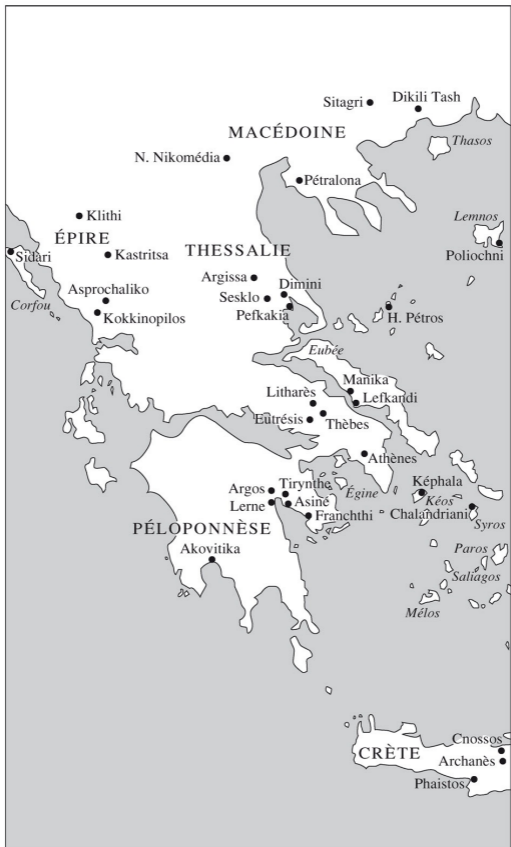 Sitagri
Dikili Tash
MACÉDOINE
Thasos
N. Nikomédia
Pétralona
Klithi
Lemnos
ÉPIRE
THESSALIE
Sidari
Kastritsa
Poliochni
Argissa
Dimini
Asprochaliko
Sesklo
Corfou
Pefkakia
H. Pétros
Kokkinopilos
Eubée
Manika
Litharès
Lefkandi
Eutrésis
Thèbes
Athènes
Argos
Tirynthe
Égine
Képhala
Kéos
Lerne
Asiné
Chalandriani
Franchthi
Syros
PÉLOPONNÈSE
Akovitika
Paros
Saliagos
Mélos
Cnossos
CRÈTE
Archanès
Phaistos